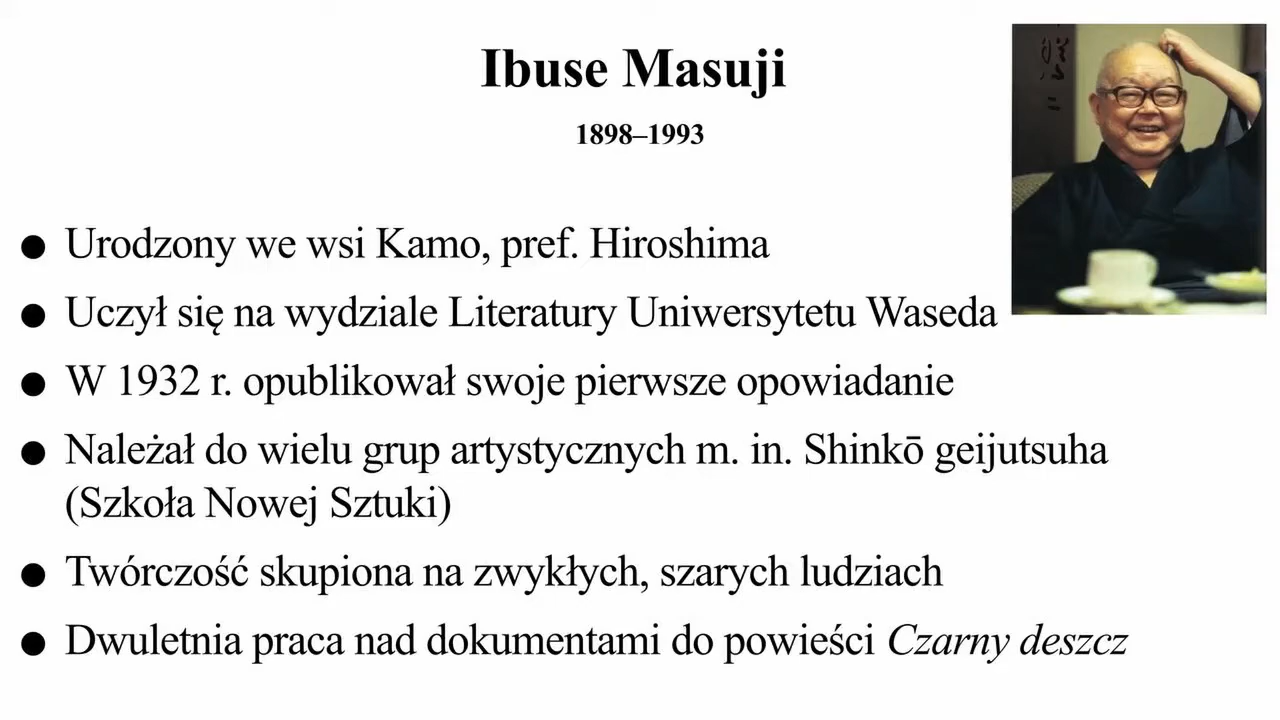 Ibuse Masuji
1898–1993
● Urodzony we wsi Kamo, pref. Hiroshima
● Uczył się na wydziale Literatury Uniwersytetu Waseda
● W 1932 r. opublikował swoje pierwsze opowiadanie
● Należał do wielu grup artystycznych m. in. Shinkō geijutsuha
(Szkoła Nowej Sztuki)
● Twórczość skupiona na zwykłych, szarych ludziach
● Dwuletnia praca nad dokumentami do powieści Czarny deszcz